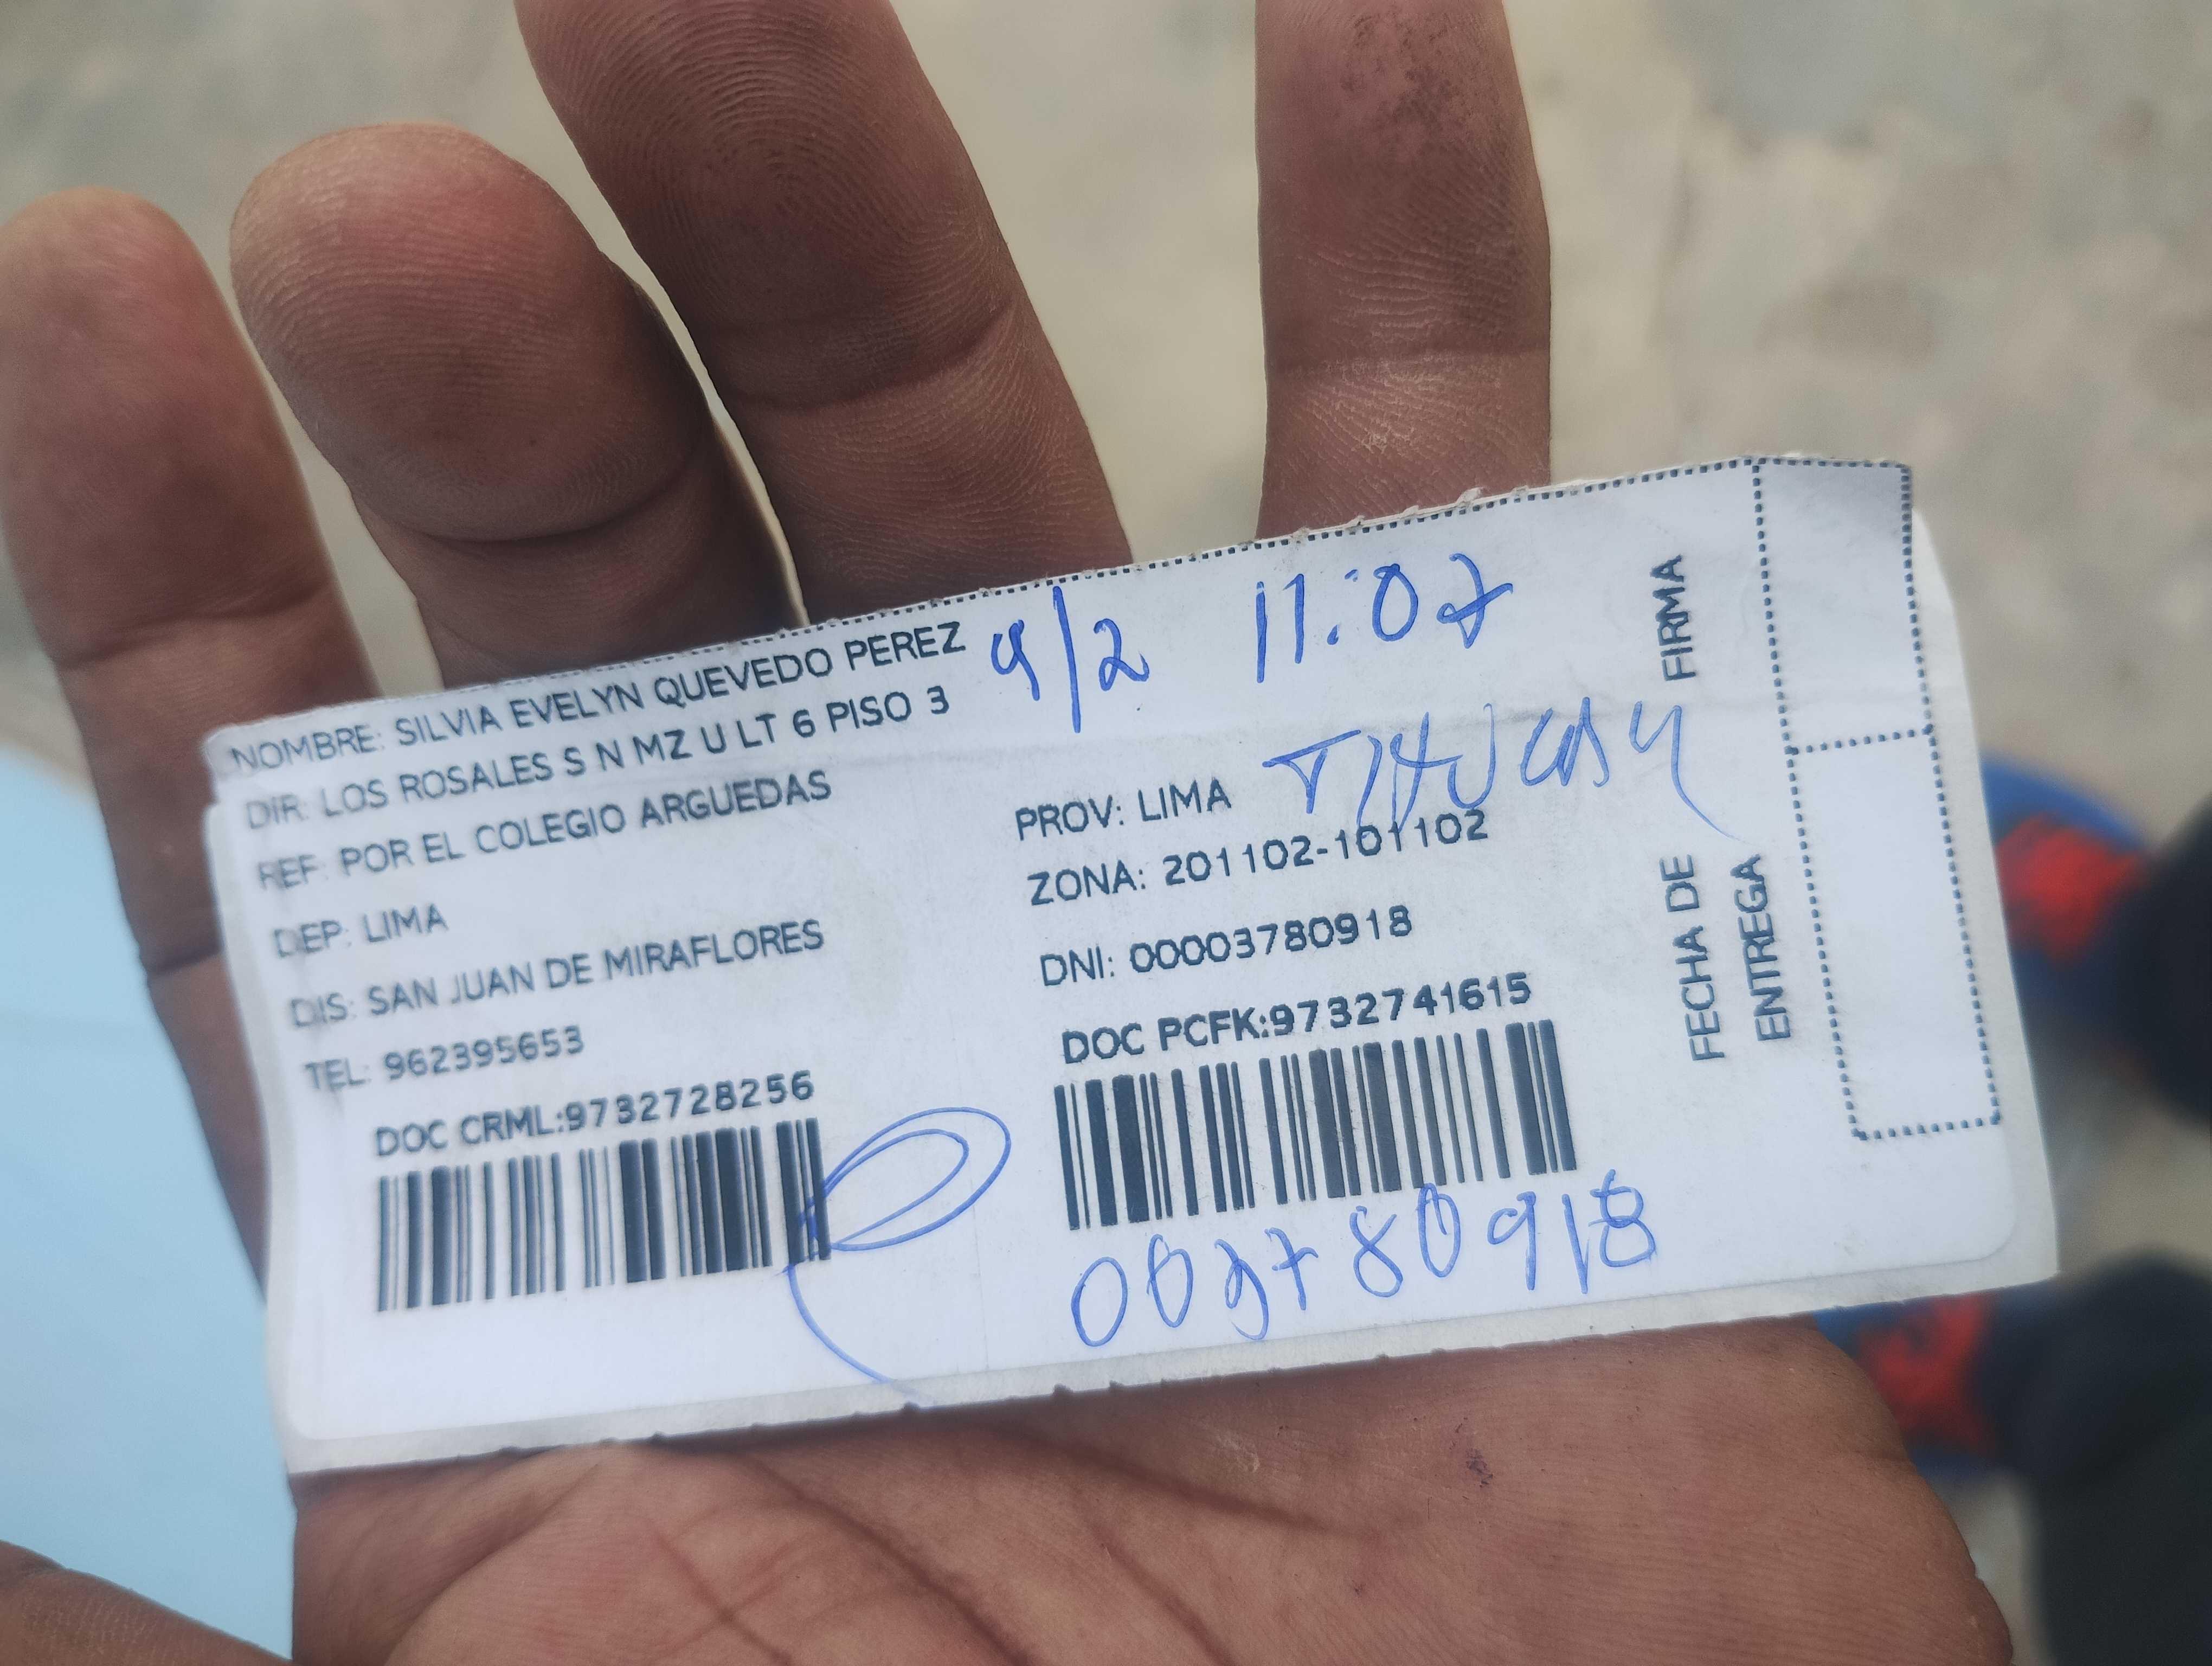 NOMBRE: SILVIA EVELYN QUEVEDO PEREZ
9/2 11:07
DIR: LOS ROSALES S N MZ U LT 6 PISO 3
REF: POR EL COLEGIO ARGUEDAS
DEP: LIMA
PROV: LIMA
DIS: SAN JUAN DE MIRAFLORES
ZONA: 201102-101102
TEL: 962395653
DNI: 00003780918
DOC CRML:9732728256
DOC PCFK:9732741615
003780918
FIRMA
FECHA DE
ENTREGA